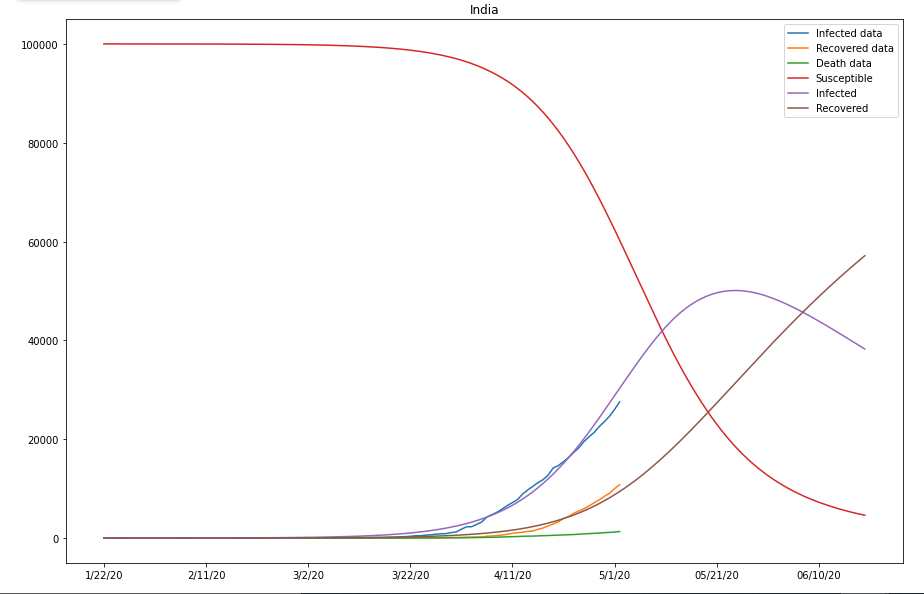 India
Infected data
Recovered data
Death data
Susceptible
Infected
Recovered
100000
80000
60000
40000
20000
0
1/22/20 2/11/20 3/2/20 3/22/20 4/11/20 5/1/20 05/21/20 06/10/20